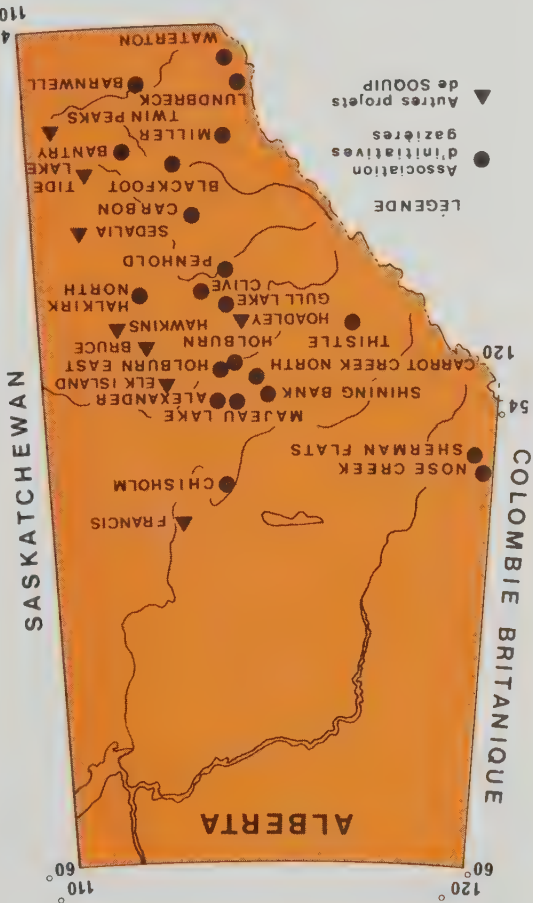 120° 110°
60° 60°
ALBERTA
COLOMBIE BRITANIQUE
SASKATCHEWAN
FRANCIS
CHISHOLM
NOSE CREEK
SHERMAN FLATS
54°
120°
MAJEAU LAKE
ALEXANDER
SHINING BANK
ELK ISLAND
CARROT CREEK NORTH
HOLBURN EAST
HOLBURN
BRUCE
THISTLE
HOADLEY
HAWKINS
GULL LAKE
HALKIRK
NORTH
CLIVE
PENHOLD
SEDALIA
CARBON
BLACKFOOT
TIDE
LAKE
BANTRY
MILLER
TWIN PEAKS
LUNDBRECK
BARNWELL
WATERTON
4
110
LÉGENDE
Association
d'initiatives
gazières
Autres projets
de SOQUIP